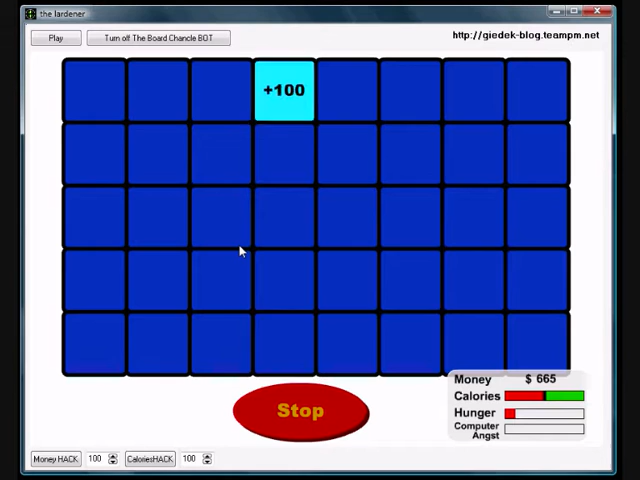 the lardener
Play
Turn off The Board Chancle BOT
http://giedek-blog.teampm.net
+100
Money $ 665
Calories
Hunger
Computer
Angst
Stop
Money HACK
100
CaloriesHACK
100